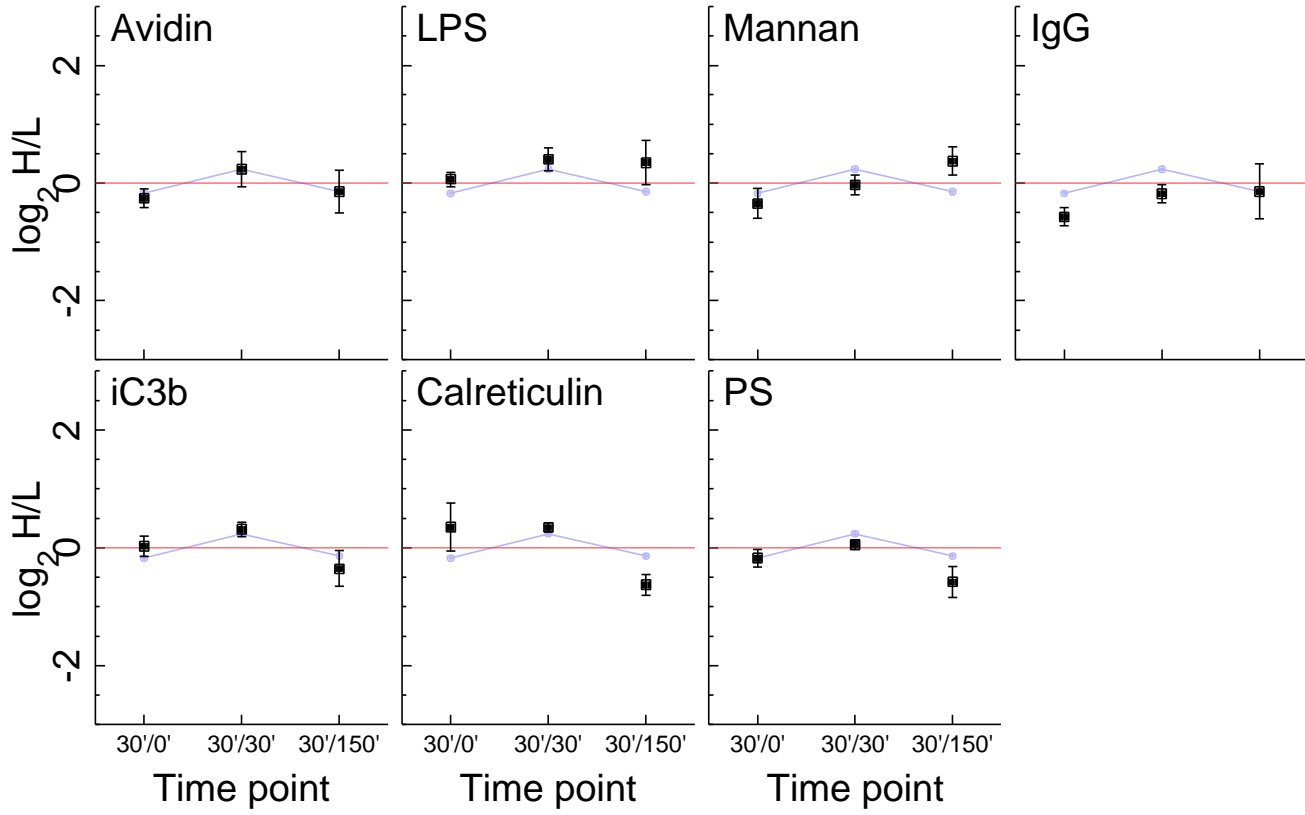 Avidin
LPS
Mannan
IgG
log2 H/L
2
0
-2
iC3b
Calreticulin
PS
log2 H/L
2
0
-2
30'/0' 30'/30' 30'/150'
30'/0' 30'/30' 30'/150'
30'/0' 30'/30' 30'/150'
Time point
Time point
Time point